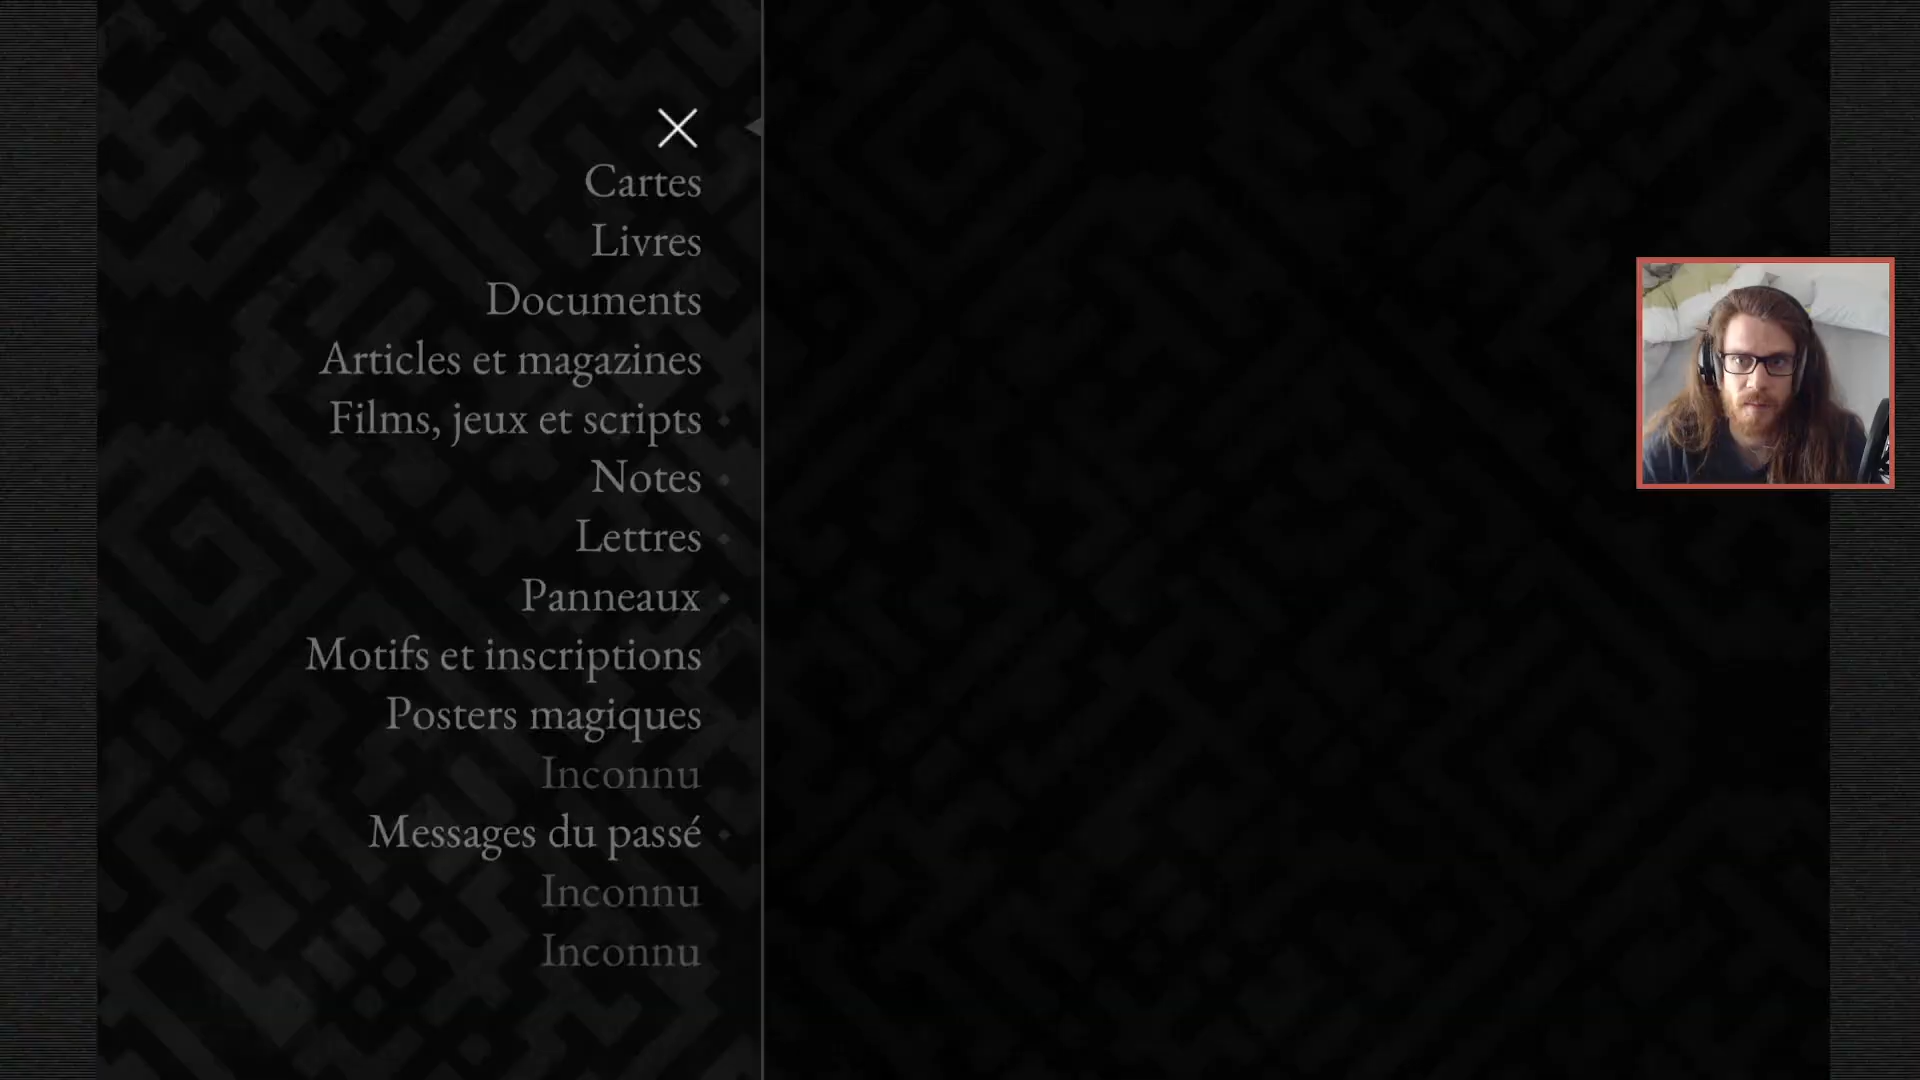 Cartes
Livres
Documents
Articles et magazines
Films, jeux et scripts
Notes
Lettres
Panneaux
Motifs et inscriptions
Posters magiques
Inconnu
Messages du passé
Inconnu
Inconnu